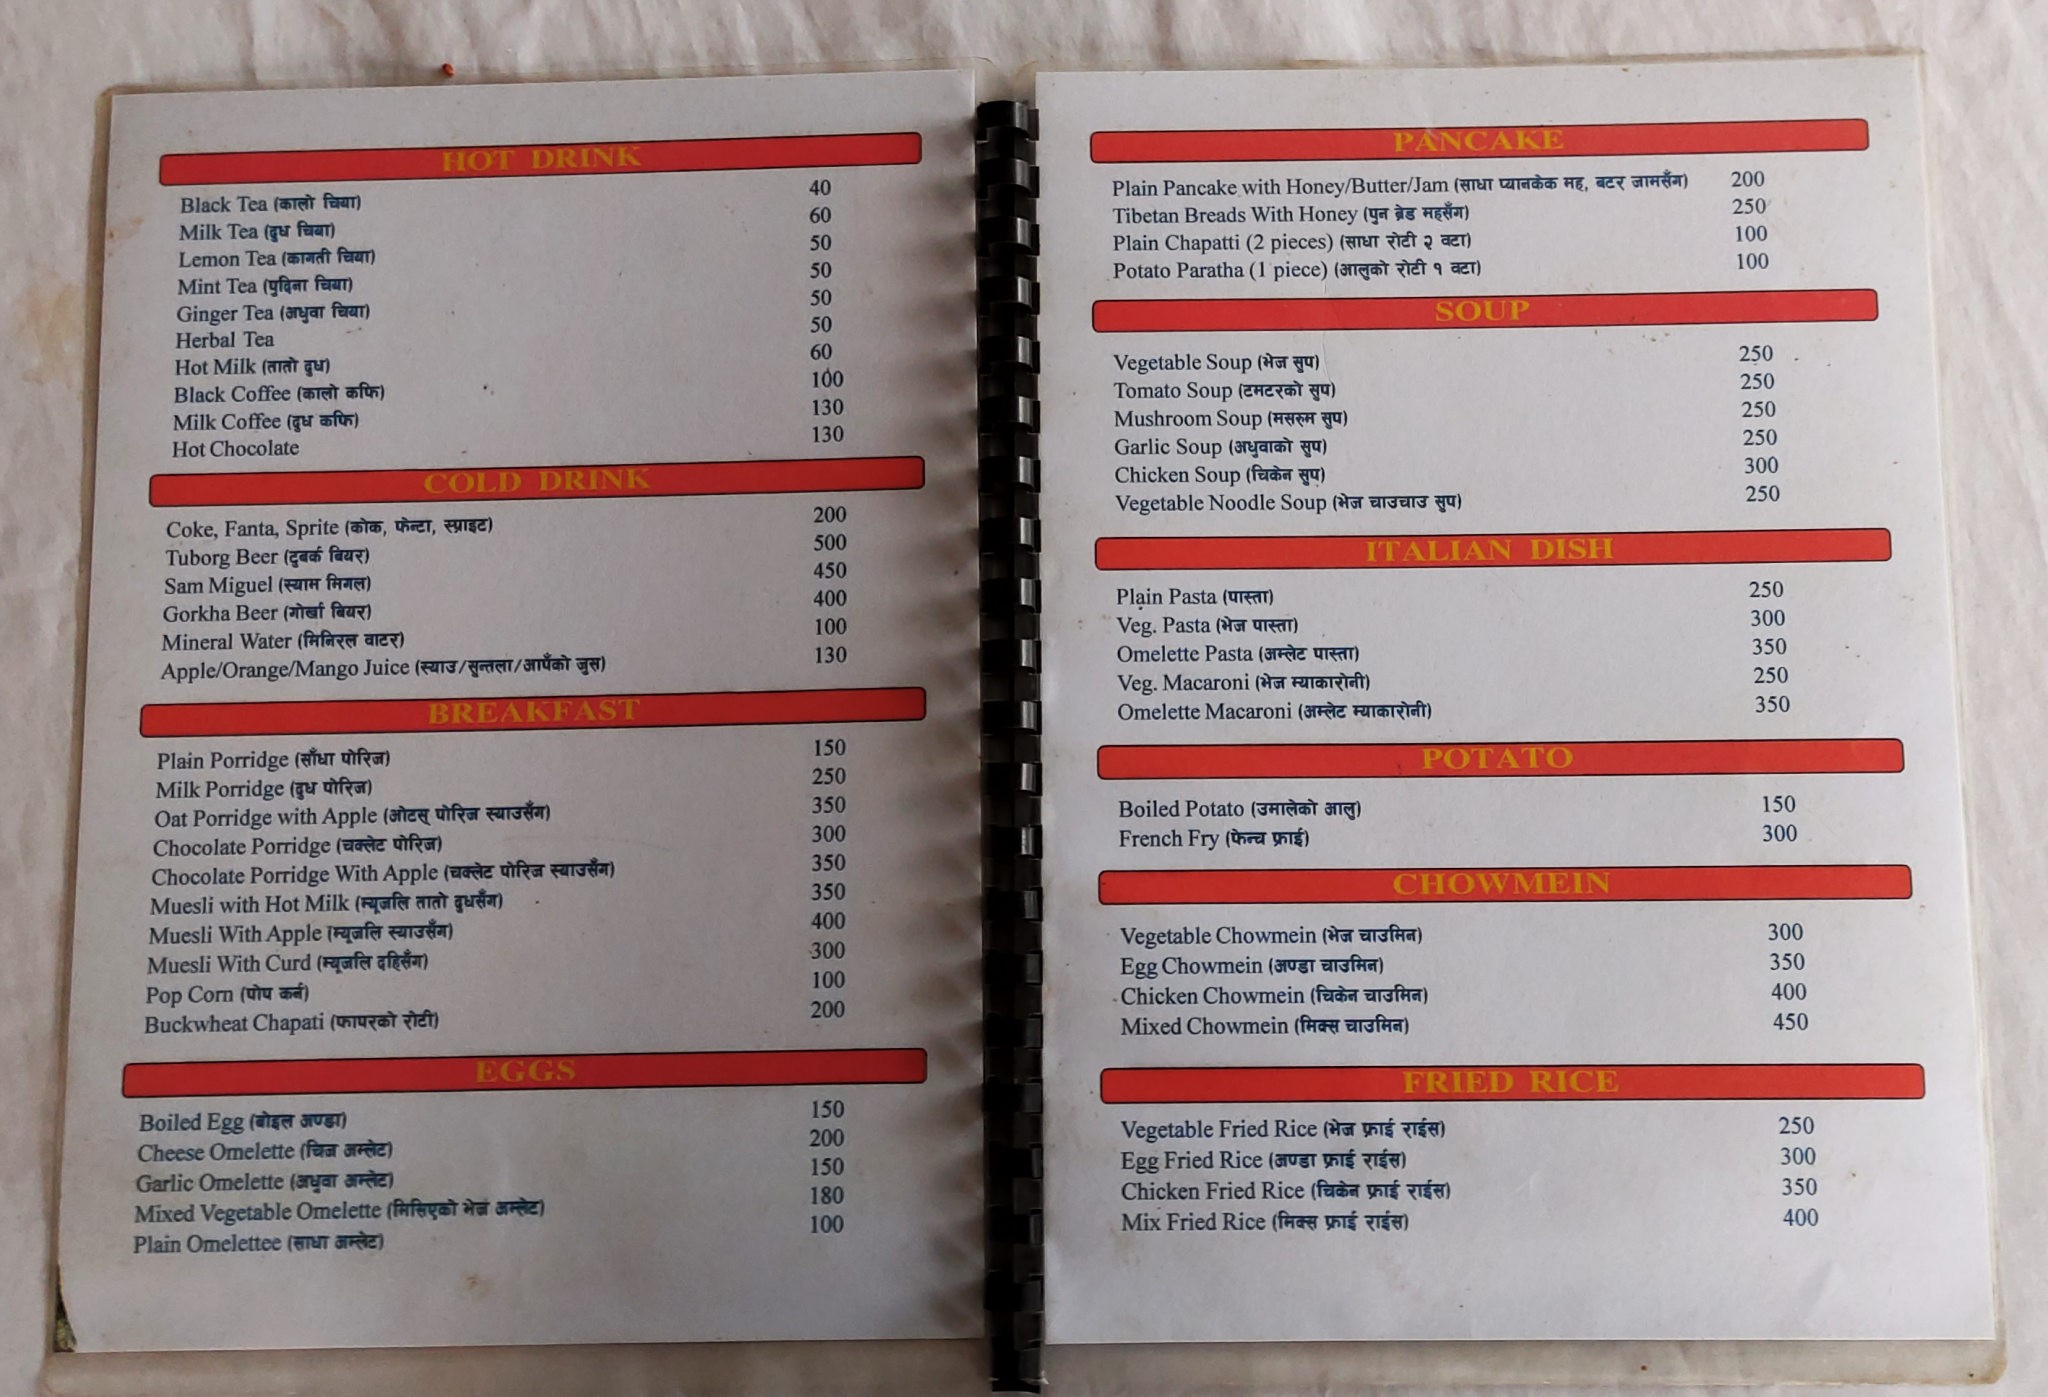 HOT DRINK
Black Tea (कालो चिया) 40
Milk Tea (दुध चिया) 60
Lemon Tea (कागती चिया) 50
Mint Tea (पुदिना चिया) 50
Ginger Tea (अधुवा चिया) 50
Herbal Tea 50
Hot Milk (तातो दुध) 60
Black Coffee (कालो कफि) 100
Milk Coffee (दुध कफि) 130
Hot Chocolate 130
COLD DRINK
Coke, Fanta, Sprite (कोक, फेन्टा, स्प्राइट) 200
Tuborg Beer (टुबर्क बियर) 500
Sam Miguel (स्याम मिगल) 450
Gorkha Beer (गोर्खा बियर) 400
Mineral Water (मिनिरल वाटर) 100
Apple/Orange/Mango Juice (स्याउ/सुन्तला/आपँको जुस) 130
BREAKFAST
Plain Porridge (साँधा पोरिज) 150
Milk Porridge (दुध पोरिज) 250
Oat Porridge with Apple (ओटस् पोरिज स्याउसँग) 350
Chocolate Porridge (चक्लेट पोरिज) 300
Chocolate Porridge With Apple (चक्लेट पोरिज स्याउसँग) 350
Muesli with Hot Milk (म्यूजलि तातो दुधसँग) 350
Muesli With Apple (म्यूजलि स्याउसँग) 400
Muesli With Curd (म्यूजलि दहिसँग) 300
Pop Corn (पोप कर्न) 100
Buckwheat Chapati (फापरको रोटी) 200
EGGS
Boiled Egg (बोइल अण्डा) 150
Cheese Omelette (चिज अम्लेट) 200
Garlic Omelette (अधुवा अम्लेट) 150
Mixed Vegetable Omelette (मिसिएको भेज अम्लेट) 180
Plain Omelettee (साधा अम्लेट) 100
PANCAKE
Plain Pancake with Honey/Butter/Jam (साधा प्यानकेक मह, बटर जामसँग) 200
Tibetan Breads With Honey (पुन ब्रेड महसँग) 250
Plain Chapatti (2 pieces) (साधा रोटी २ वटा) 100
Potato Paratha (1 piece) (आलुको रोटी १ वटा) 100
SOUP
Vegetable Soup (भेज सुप) 250
Tomato Soup (टमटरको सुप) 250
Mushroom Soup (मसरुम सुप) 250
Garlic Soup (अधुवाको सुप) 250
Chicken Soup (चिकेन सुप) 300
Vegetable Noodle Soup (भेज चाउचाउ सुप) 250
ITALIAN DISH
Plain Pasta (पास्ता) 250
Veg. Pasta (भेज पास्ता) 300
Omelette Pasta (अम्लेट पास्ता) 350
Veg. Macaroni (भेज म्याकारोनी) 250
Omelette Macaroni (अम्लेट म्याकारोनी) 350
POTATO
Boiled Potato (उमालेको आलु) 150
French Fry (फेन्च फ्राई) 300
CHOWMEIN
Vegetable Chowmein (भेज चाउमिन) 300
Egg Chowmein (अण्डा चाउमिन) 350
Chicken Chowmein (चिकेन चाउमिन) 400
Mixed Chowmein (मिक्स चाउमिन) 450
FRIED RICE
Vegetable Fried Rice (भेज फ्राई राईस) 250
Egg Fried Rice (अण्डा फ्राई राईस) 300
Chicken Fried Rice (चिकेन फ्राई राईस) 350
Mix Fried Rice (मिक्स फ्राई राईस) 400